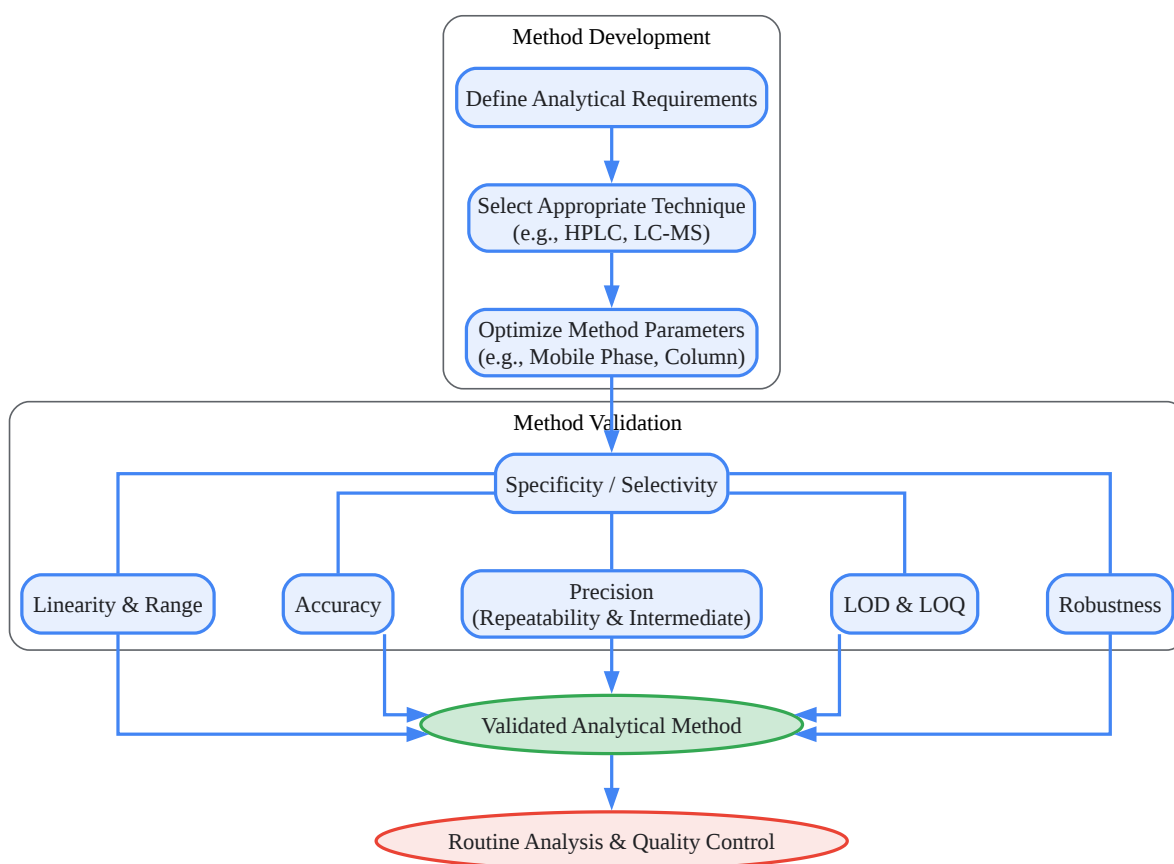 Method Development
Define Analytical Requirements
Select Appropriate Technique
(e.g., HPLC, LC-MS)
Optimize Method Parameters
(e.g., Mobile Phase, Column)
Method Validation
Specificity / Selectivity
Linearity & Range
Accuracy
Precision
(Repeatability & Intermediate)
LOD & LOQ
Robustness
Validated Analytical Method
Routine Analysis & Quality Control